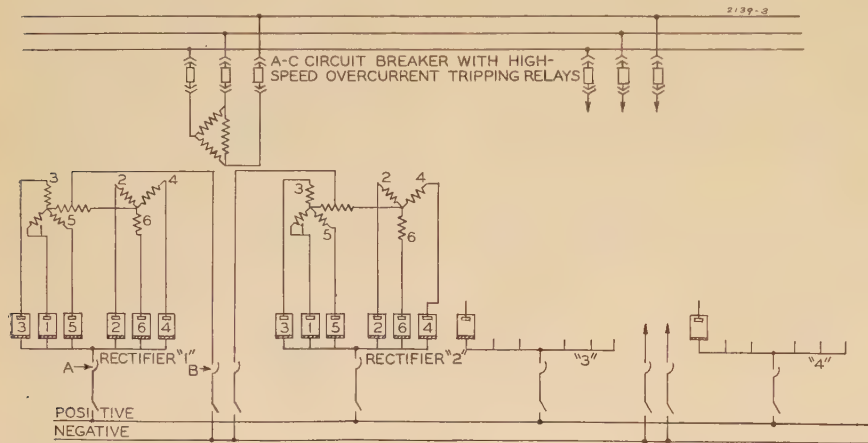 2139-3
A-C CIRCUIT BREAKER WITH HIGH-
SPEED OVERCURRENT TRIPPING RELAYS
3 2 4 3 2 4
5 6 5 6
3 1 5 2 6 4 3 1 5 2 6 4
A RECTIFIER "1" B RECTIFIER "2" "3" "4"
POSITIVE
NEGATIVE